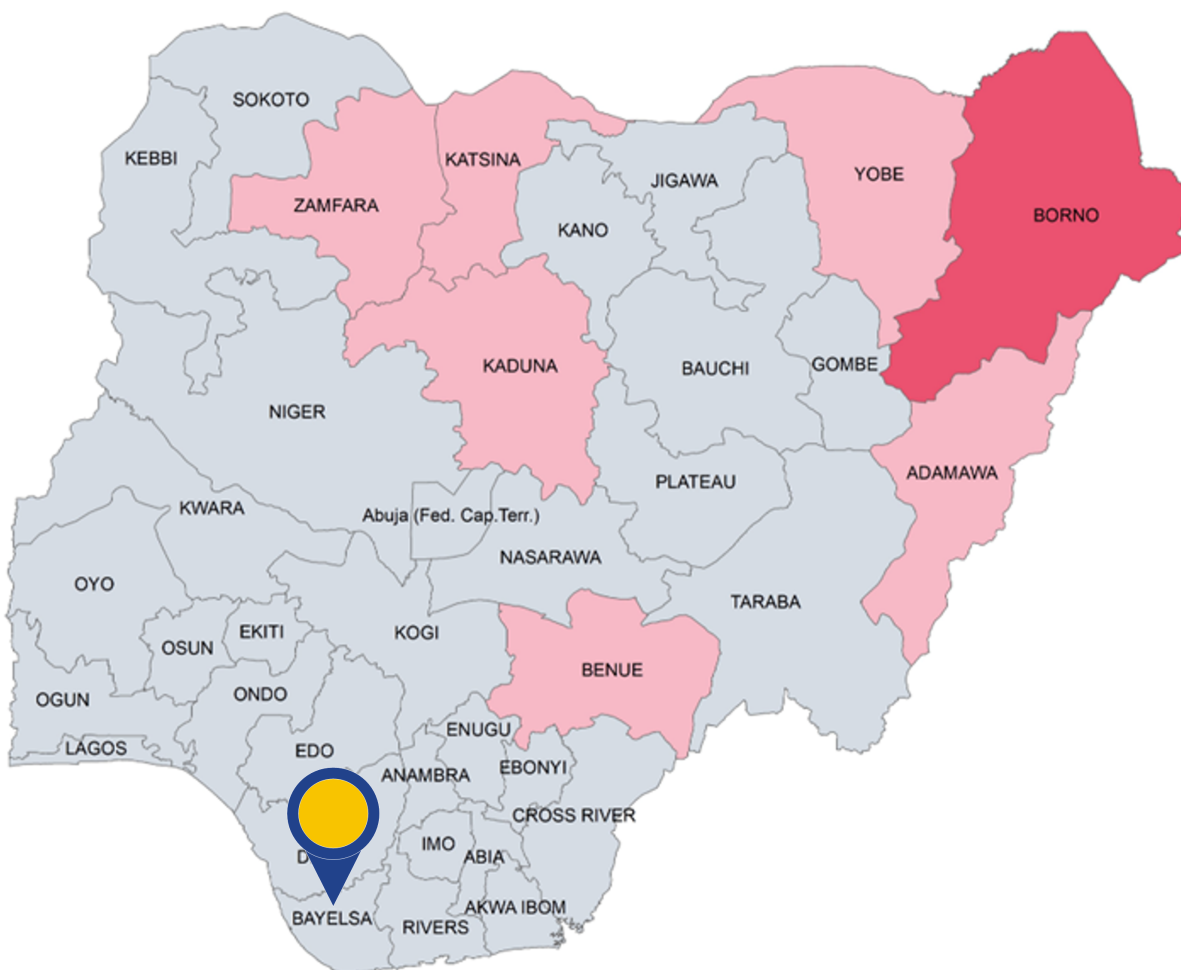 SOKOTO
KEBBI
KATSINA
ZAMFARA
JIGAWA
YOBE
KANO
BORNO
KADUNA
BAUCHI
GOMBE
NIGER
ADAMAWA
PLATEAU
KWARA
Abuja (Fed. Cap.Terr.)
NASARAWA
OYO
TARABA
EKITI
KOGI
OSUN
BENUE
OGUN
ONDO
ENUGU
LAGOS
EDO
ANAMBRA
EBONYI
CROSS RIVER
IMO
ABIA
BAYELSA
RIVERS
AKWA IBOM